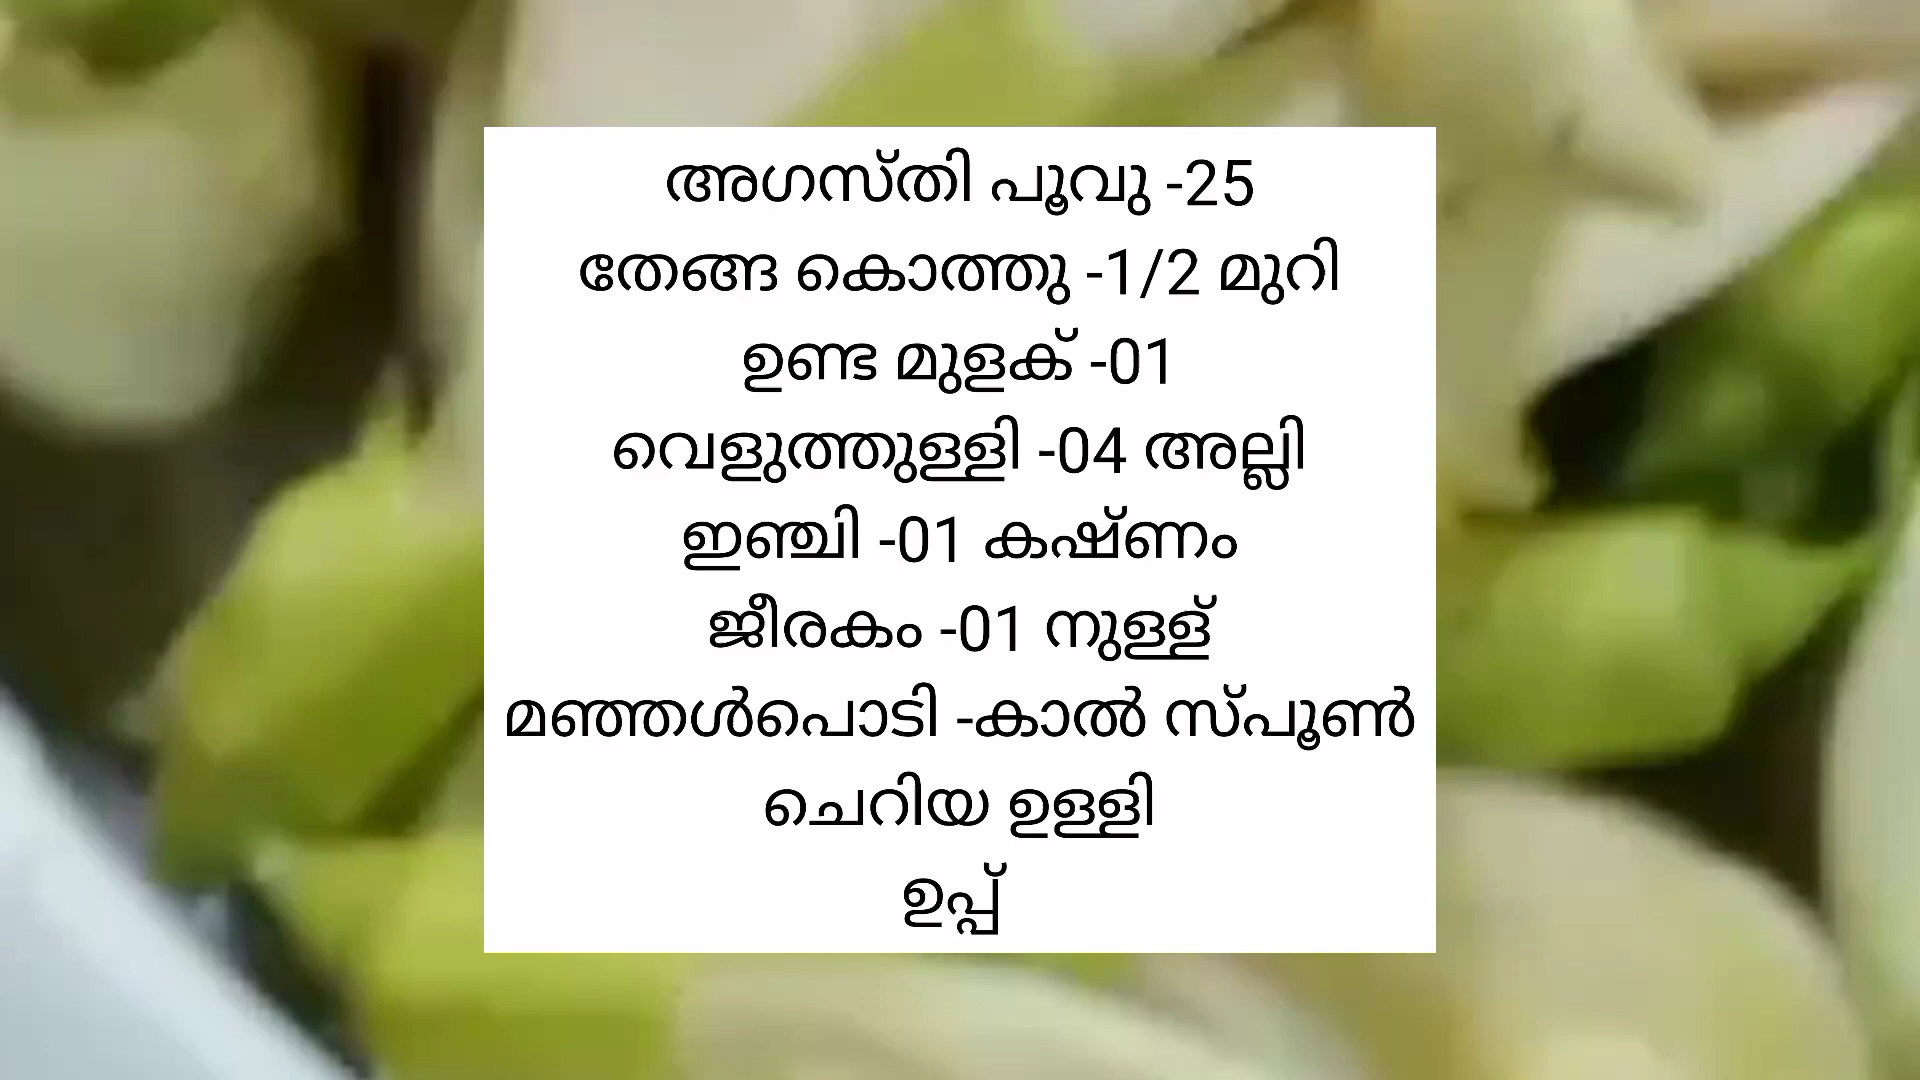 അഗസ്തി പൂവു -25
തേങ്ങ കൊത്തു -1/2 മുറി
ഉണ്ട മുളക് -01
വെളുത്തുള്ളി -04 അല്ലി
ഇഞ്ചി -01 കഷ്ണം
ജീരകം -01 നുള്ള്
മഞ്ഞൾപൊടി -കാൽ സ്പൂൺ
ചെറിയ ഉള്ളി
ഉപ്പ്